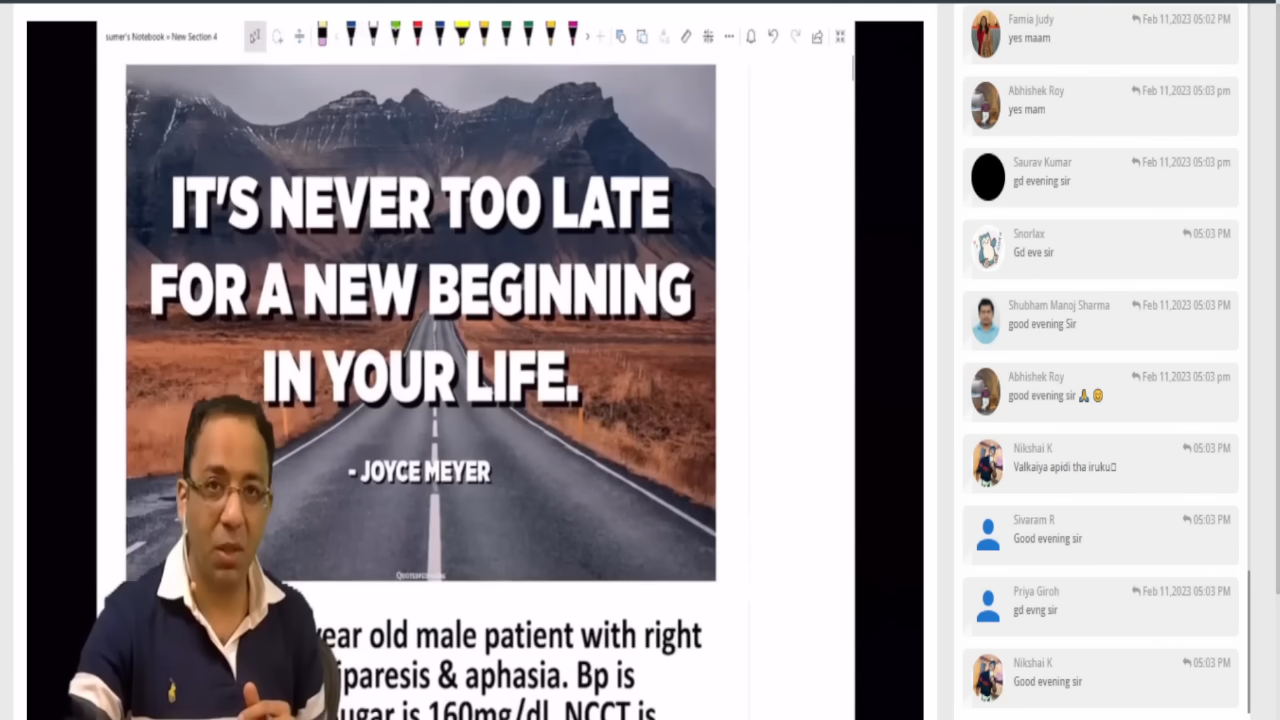 sumer's Notebook » New Section 4
IT'S NEVER TOO LATE
FOR A NEW BEGINNING
IN YOUR LIFE.
- JOYCE MEYER
year old male patient with right
iparesis & aphasia. Bp is
ugar is 160mg/dl. NCCT is
Famia Judy Feb 11,2023 05:02 PM
yes maam
Abhishek Roy Feb 11,2023 05:03 pm
yes mam
Saurav Kumar Feb 11,2023 05:03 pm
gd evening sir
Snorlax 05:03 PM
Gd eve sir
Shubham Manoj Sharma Feb 11,2023 05:03 PM
good evening Sir
Abhishek Roy Feb 11,2023 05:03 pm
good evening sir 🙏 🙂
Nikshai K 05:03 PM
Valkaiya apidi tha iruku
Sivaram R 05:03 PM
Good evening sir
Priya Giroh Feb 11,2023 05:03 PM
gd evng sir
Nikshai K 05:03 PM
Good evening sir